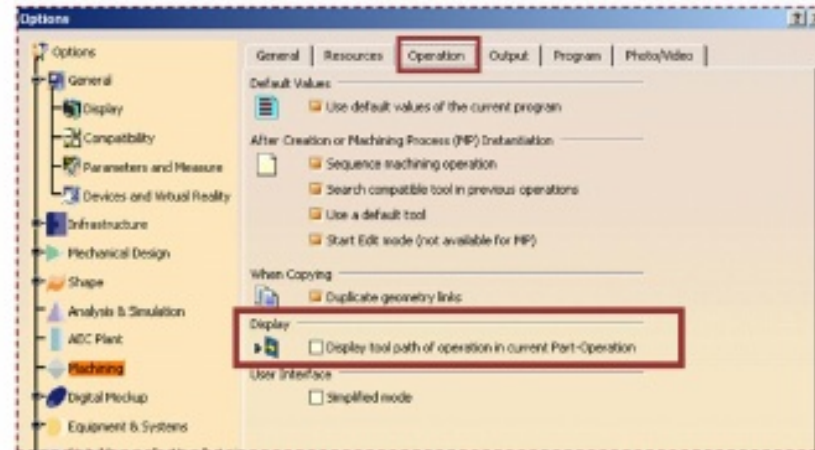 Options
Options
General
Display
Compatibility
Parameters and Measure
Devices and Virtual Reality
Infrastructure
Mechanical Design
Shape
Analysis & Simulation
AEC Plant
Machining
Digital Mockup
Equipment & Systems
General Resources Operation Output Program Photo/Video
Default Values
Use default values of the current program
After Creation or Machining Process (MP) Instantiation
Sequence machining operation
Search compatible tool in previous operations
Use a default tool
Start Edit mode (not available for MP)
When Copying
Duplicate geometry links
Display
Display tool path of operation in current Part-Operation
User Interface
Simplified mode